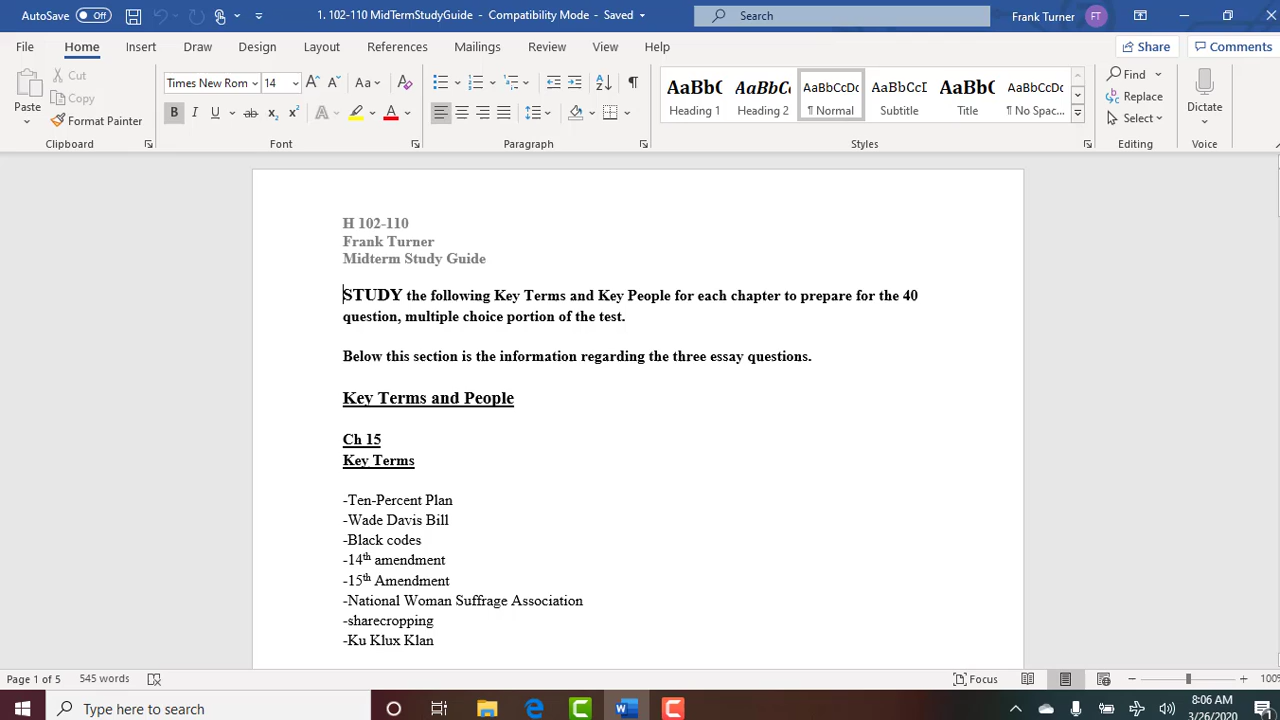 AutoSave Off 1. 102-110 MidTermStudyGuide - Compatibility Mode - Saved Search Frank Turner FT
File Home Insert Draw Design Layout References Mailings Review View Help Share Comments
Paste Cut Copy Format Painter
Times New Rom 14
AaBbC AaBbC AaBbCcDc AaBbCcD AaBbC AaBbCcDc
Heading 1 Heading 2 ¶ Normal Subtitle Title ¶ No Spac...
Find Replace Select Dictate
Clipboard Font Paragraph Styles Editing Voice
H 102-110
Frank Turner
Midterm Study Guide
STUDY the following Key Terms and Key People for each chapter to prepare for the 40
question, multiple choice portion of the test.
Below this section is the information regarding the three essay questions.
Key Terms and People
Ch 15
Key Terms
-Ten-Percent Plan
-Wade Davis Bill
-Black codes
-14th amendment
-15th Amendment
-National Woman Suffrage Association
-sharecropping
-Ku Klux Klan
Page 1 of 5 545 words Focus 100%
Type here to search
8:06 AM
3/26/2020